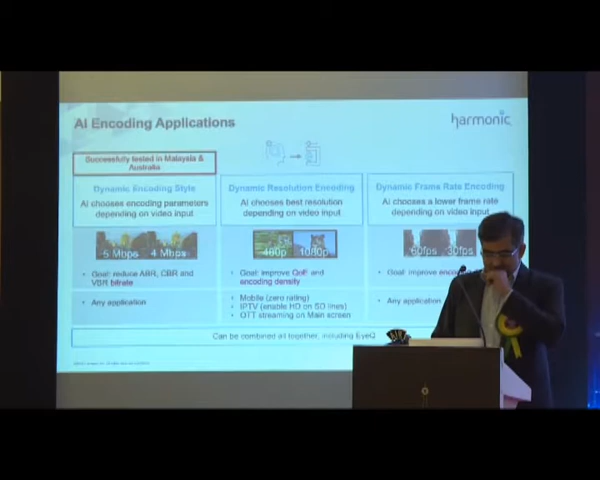 AI Encoding Applications
harmonic
Successfully tested in Malaysia &
Australia
Dynamic Encoding Style
AI chooses encoding parameters
depending on video input
5 Mbps
4 Mbps
• Goal: reduce ABR, CBR and
VBR bitrate
• Any application
Dynamic Resolution Encoding
AI chooses best resolution
depending on video input
480p
1080p
• Goal: improve QoE and
encoding density
• Mobile (zero rating)
• IPTV (enable HD on SD lines)
• OTT streaming on Main screen
Dynamic Frame Rate Encoding
AI chooses a lower frame rate
depending on video input
60fps
30fps
• Goal: improve encoding
• Any application
Can be combined all together, including EyeQ